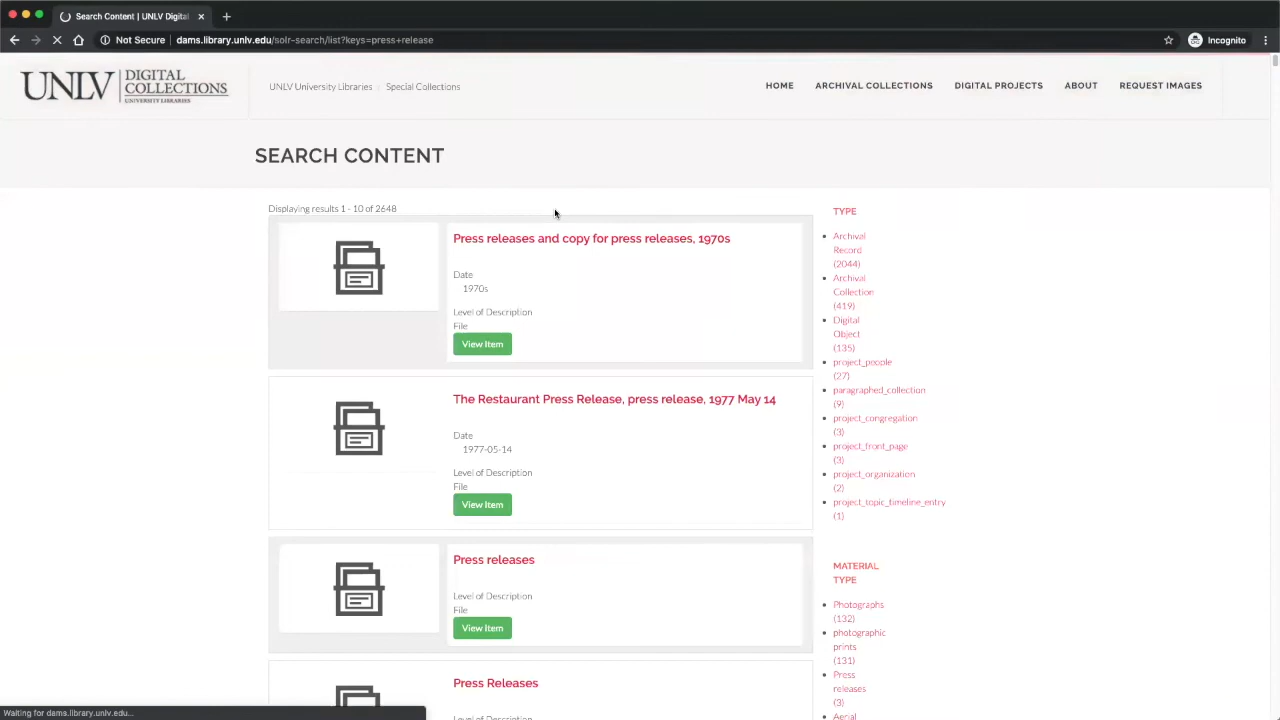 Search Content | UNLV Digital
Not Secure
dams.library.unlv.edu/solr-search/list?keys=press+release
Incognito
UNLV DIGITAL COLLECTIONS UNIVERSITY LIBRARIES
UNLV University Libraries
Special Collections
HOME
ARCHIVAL COLLECTIONS
DIGITAL PROJECTS
ABOUT
REQUEST IMAGES
SEARCH CONTENT
Displaying results 1 - 10 of 2648
Press releases and copy for press releases, 1970s
Date
1970s
Level of Description
File
View Item
The Restaurant Press Release, press release, 1977 May 14
Date
1977-05-14
Level of Description
File
View Item
Press releases
Level of Description
File
View Item
Press Releases
Level of Description
TYPE
Archival
Record
(2044)
Archival
Collection
(419)
Digital
Object
(135)
project_people
(27)
paragraphed_collection
(9)
project_congregation
(3)
project_front_page
(3)
project_organization
(2)
project_topic_timeline_entry
(1)
MATERIAL
TYPE
Photographs
(132)
photographic
prints
(131)
Press
releases
(3)
Aerial
Waiting for dams.library.unlv.edu...